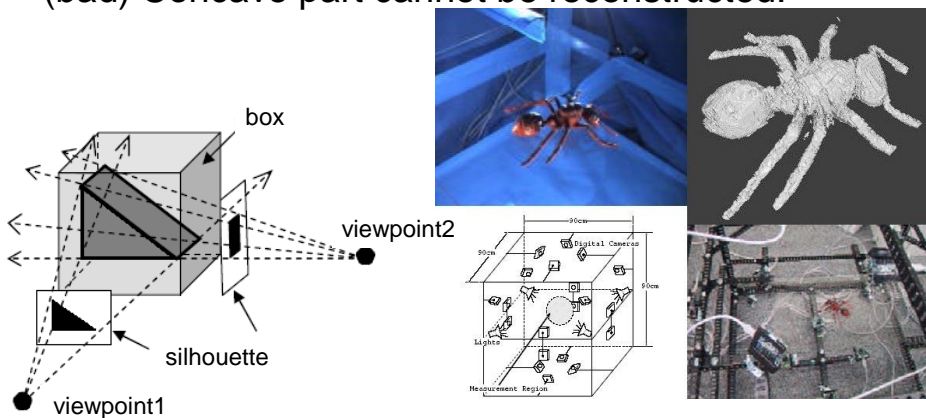 (bad) Concave part cannot be reconstructed.
box
viewpoint2
silhouette
viewpoint1
90cm
Digital Cameras
90cm
90cm
Lights
Measurement Region